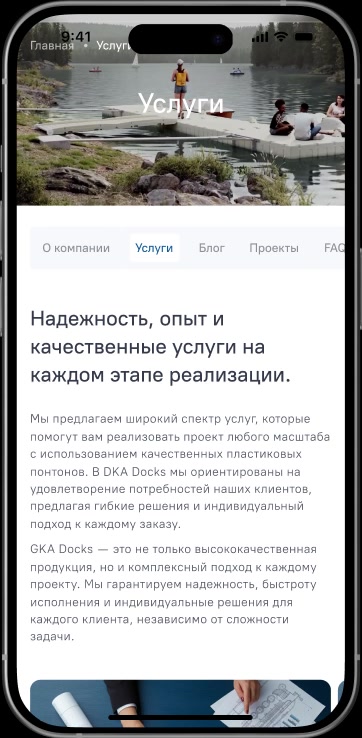 9:41
Главная • Услуги
Услуги
О компании Услуги Блог Проекты FAQ
Надежность, опыт и
качественные услуги на
каждом этапе реализации.
Мы предлагаем широкий спектр услуг, которые
помогут вам реализовать проект любого масштаба
с использованием качественных пластиковых
понтонов. В DKA Docks мы ориентированы на
удовлетворение потребностей наших клиентов,
предлагая гибкие решения и индивидуальный
подход к каждому заказу.
GKA Docks — это не только высококачественная
продукция, но и комплексный подход к каждому
проекту. Мы гарантируем надежность, быстроту
исполнения и индивидуальные решения для
каждого клиента, независимо от сложности
задачи.